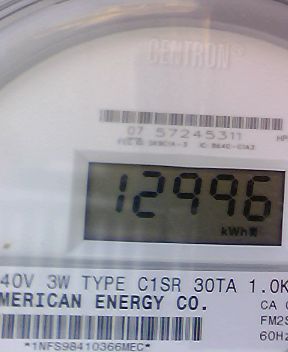 CENTRON®
07 57245311
12996
kWh
40V 3W TYPE C1SR 30TA 1.0K
MERICAN ENERGY CO.
CA
FM2S
60Hz
*1NFS98410366MEC*